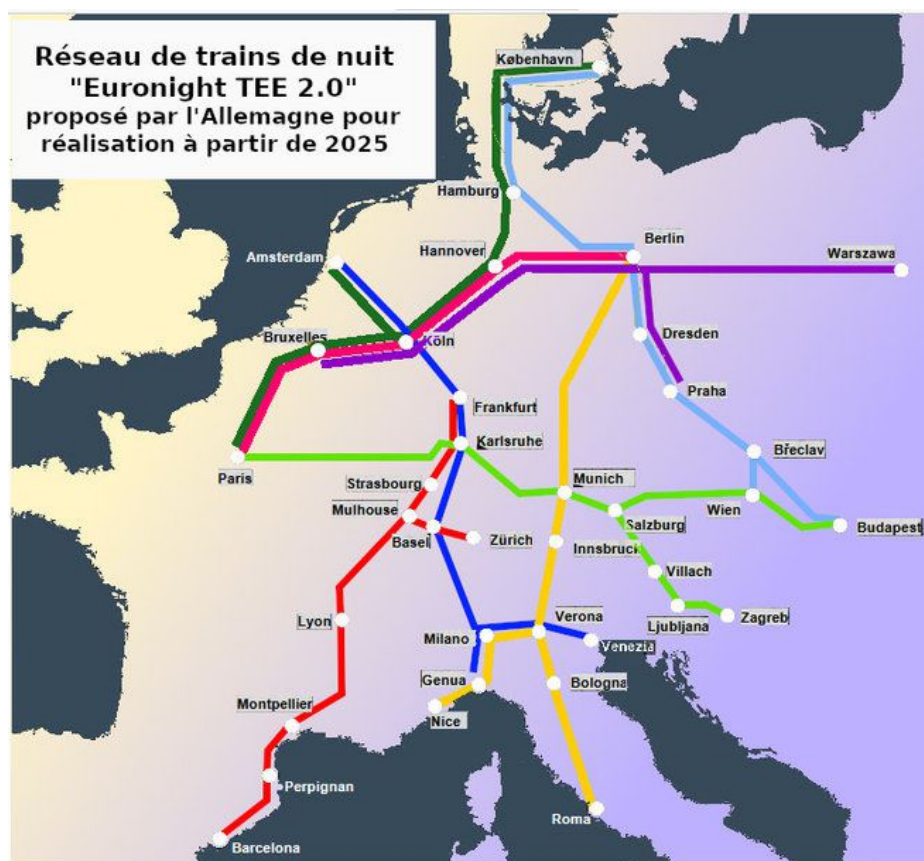 Réseau de trains de nuit
"Euronight TEE 2.0"
proposé par l'Allemagne pour
réalisation à partir de 2025
København
Hamburg
Amsterdam
Hannover
Berlin
Warszawa
Bruxelles
Köln
Dresden
Praha
Frankfurt
Karlsruhe
Břeclav
Paris
Strasbourg
Munich
Mulhouse
Wien
Salzburg
Budapest
Basel
Zürich
Innsbruck
Villach
Lyon
Milano
Verona
Ljubljana
Zagreb
Venezia
Genua
Bologna
Montpellier
Nice
Perpignan
Roma
Barcelona